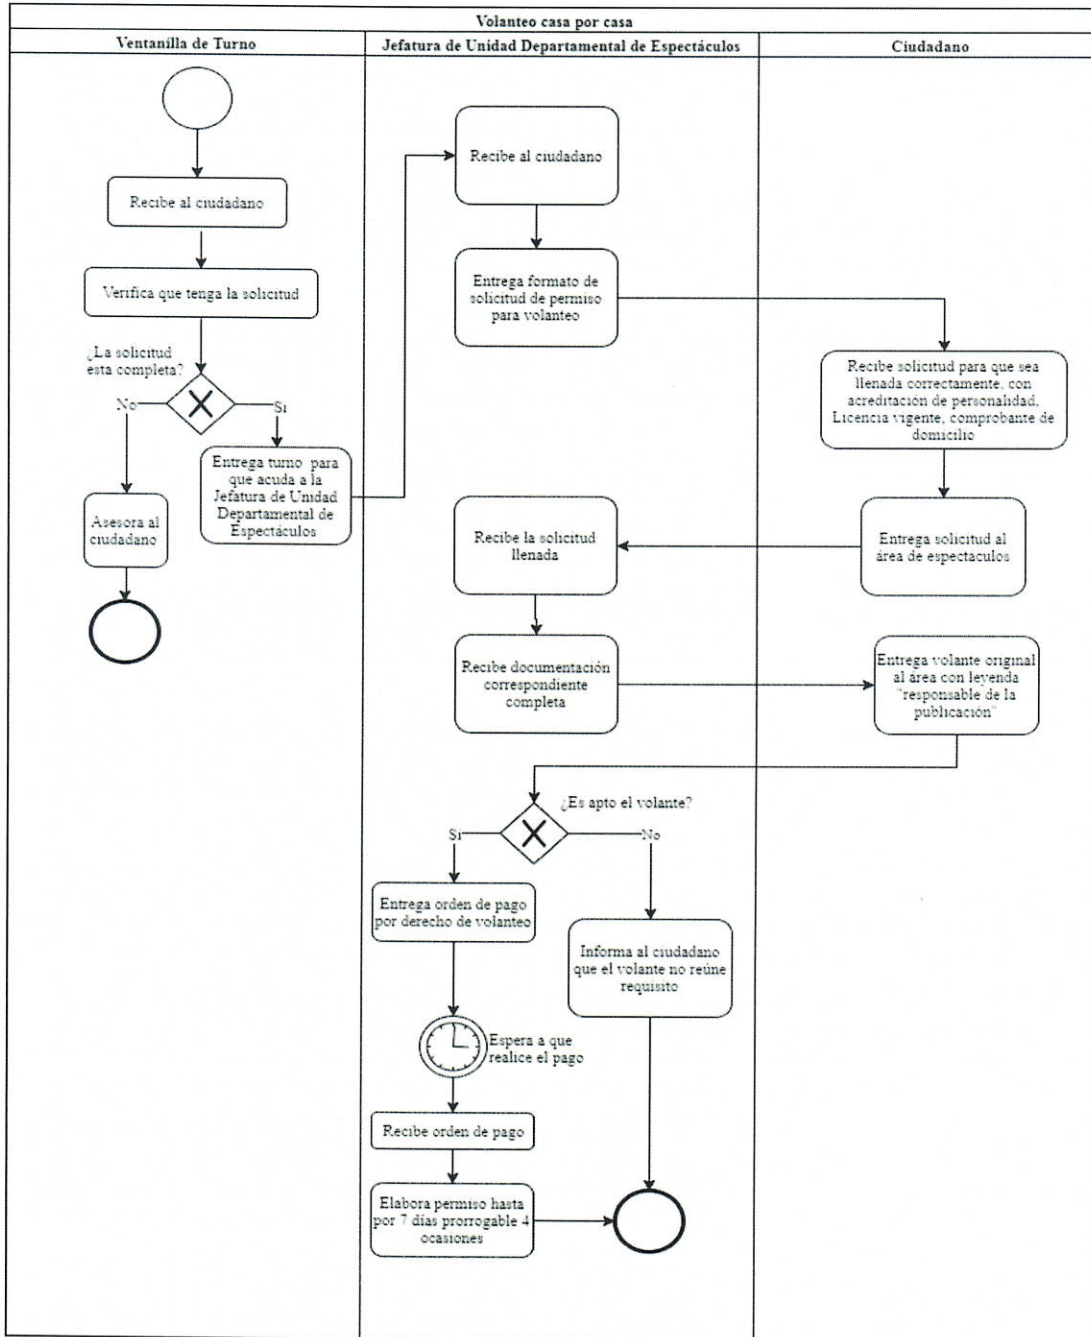 Volanteo casa por casa
Ventanilla de Turno
Jefatura de Unidad Departamental de Espectáculos
Ciudadano
Recibe al ciudadano
Verifica que tenga la solicitud
¿La solicitud
esta completa?
No
Si
Asesora al
ciudadano
Entrega turno para
que acuda a la
Jefatura de Unidad
Departamental de
Espectáculos
Recibe al ciudadano
Entrega formato de
solicitud de permiso
para volanteo
Recibe solicitud para que sea
llenada correctamente, con
acreditación de personalidad,
Licencia vigente, comprobante de
domicilio
Entrega solicitud al
área de espectaculos
Recibe la solicitud
llenada
Recibe documentación
correspondiente
completa
Entrega volante original
al área con leyenda
"responsable de la
publicación"
¿Es apto el volante?
Si
No
Entrega orden de pago
por derecho de volanteo
Informa al ciudadano
que el volante no reúne
requisito
Espera a que
realice el pago
Recibe orden de pago
Elabora permiso hasta
por 7 días prorrogable 4
ocasiones